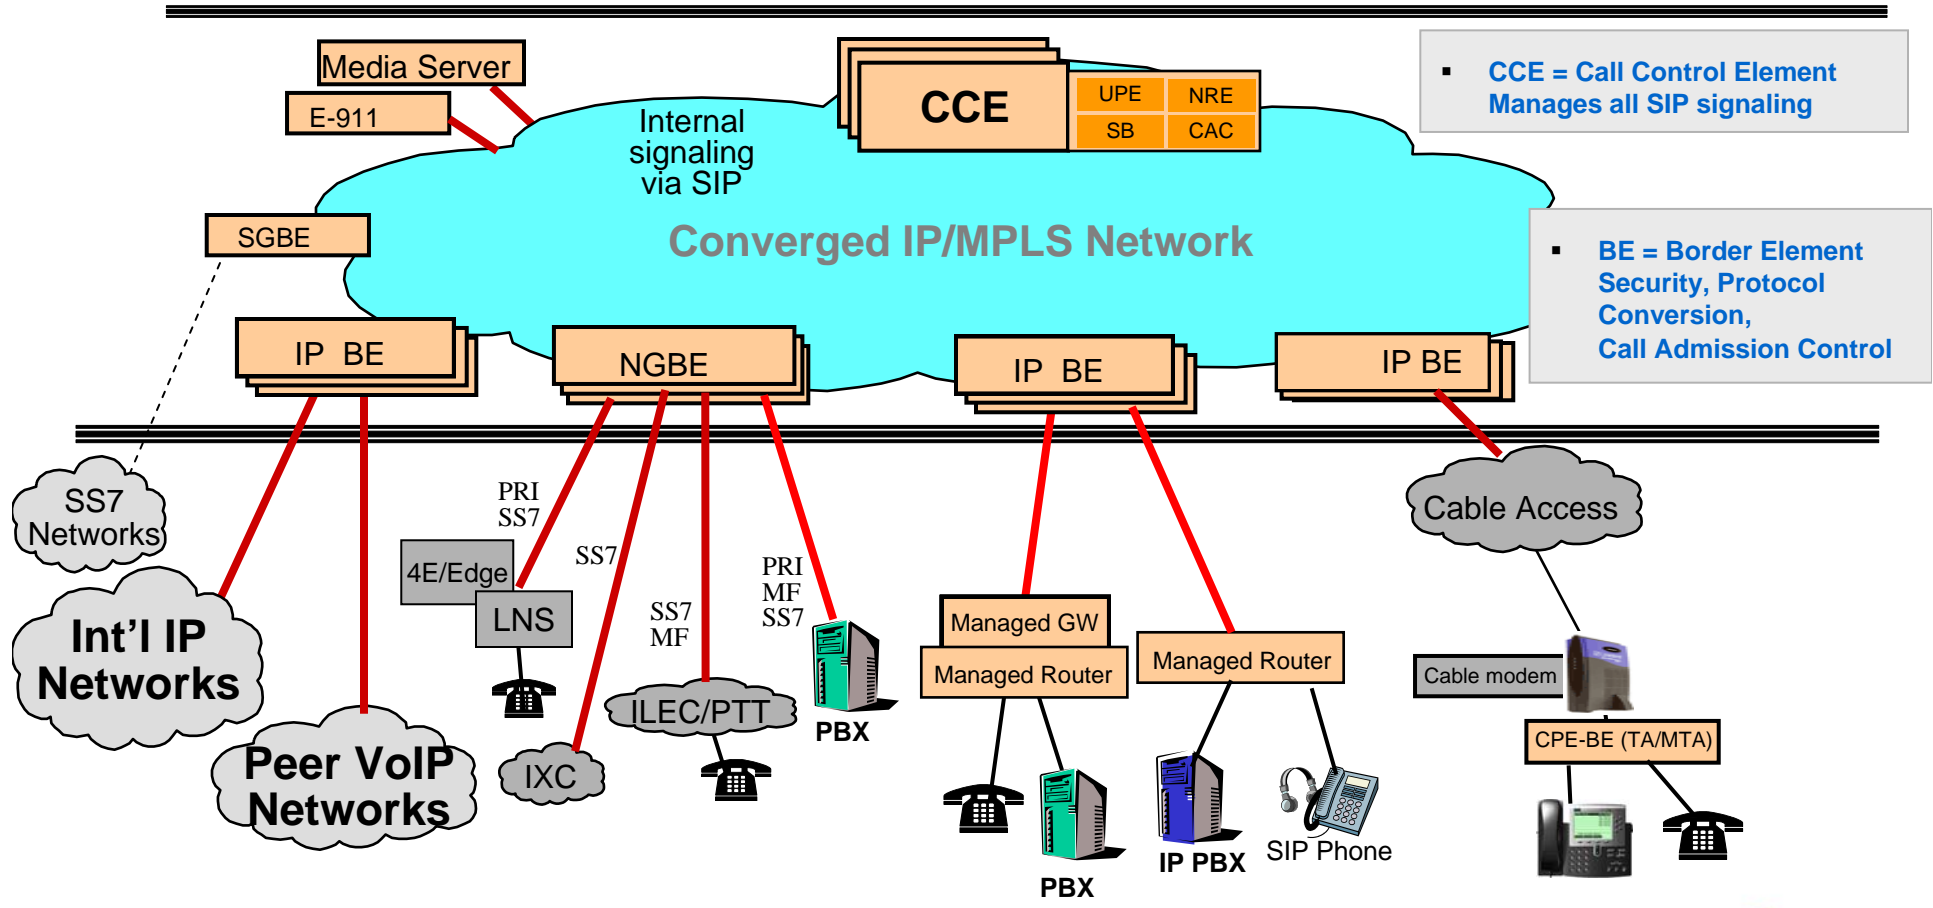 Media Server
E-911
Internal
signaling
via SIP
CCE
UPE
NRE
SB
CAC
▪ CCE = Call Control Element
Manages all SIP signaling
SGBE
Converged IP/MPLS Network
▪ BE = Border Element
Security, Protocol
Conversion,
Call Admission Control
IP BE
NGBE
IP BE
IP BE
SS7
Networks
PRI
SS7
SS7
SS7
MF
PRI
MF
SS7
Cable Access
4E/Edge
LNS
Int'l IP
Networks
Peer VoIP
Networks
IXC
ILEC/PTT
PBX
Managed GW
Managed Router
Managed Router
Cable modem
CPE-BE (TA/MTA)
PBX
IP PBX
SIP Phone